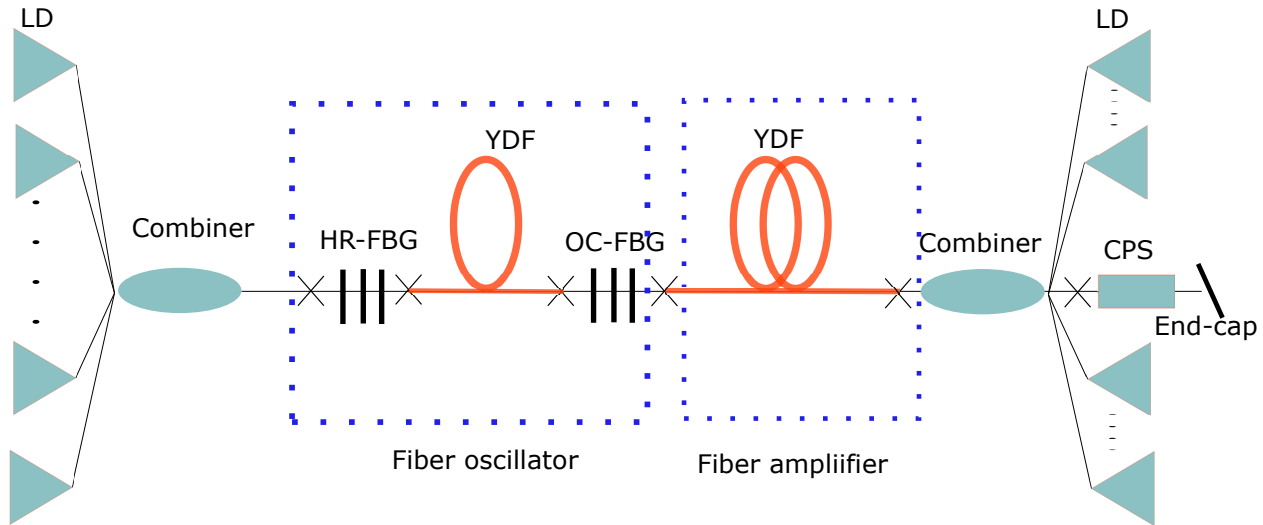 LD
LD
YDF
YDF
Combiner
HR-FBG
OC-FBG
Combiner
CPS
End-cap
Fiber oscillator
Fiber ampliifier